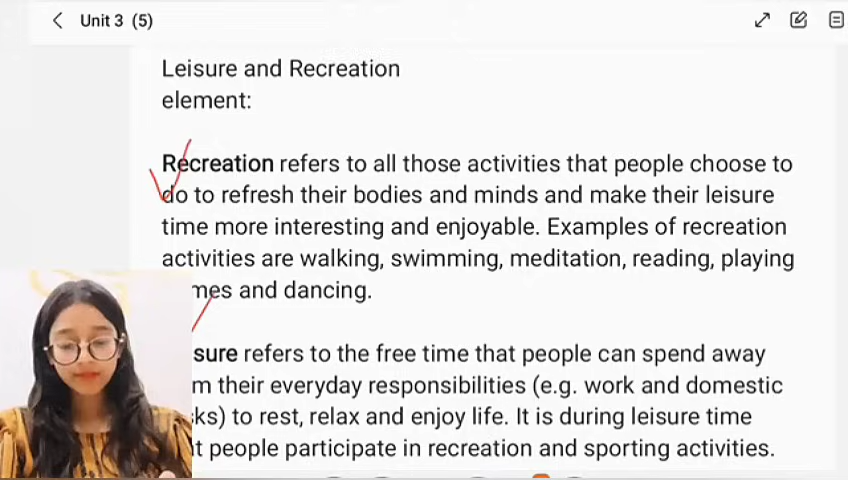 Unit 3 (5)
Leisure and Recreation
element:
Recreation refers to all those activities that people choose to
do to refresh their bodies and minds and make their leisure
time more interesting and enjoyable. Examples of recreation
activities are walking, swimming, meditation, reading, playing
mes and dancing.
sure refers to the free time that people can spend away
m their everyday responsibilities (e.g. work and domestic
ks) to rest, relax and enjoy life. It is during leisure time
t people participate in recreation and sporting activities.